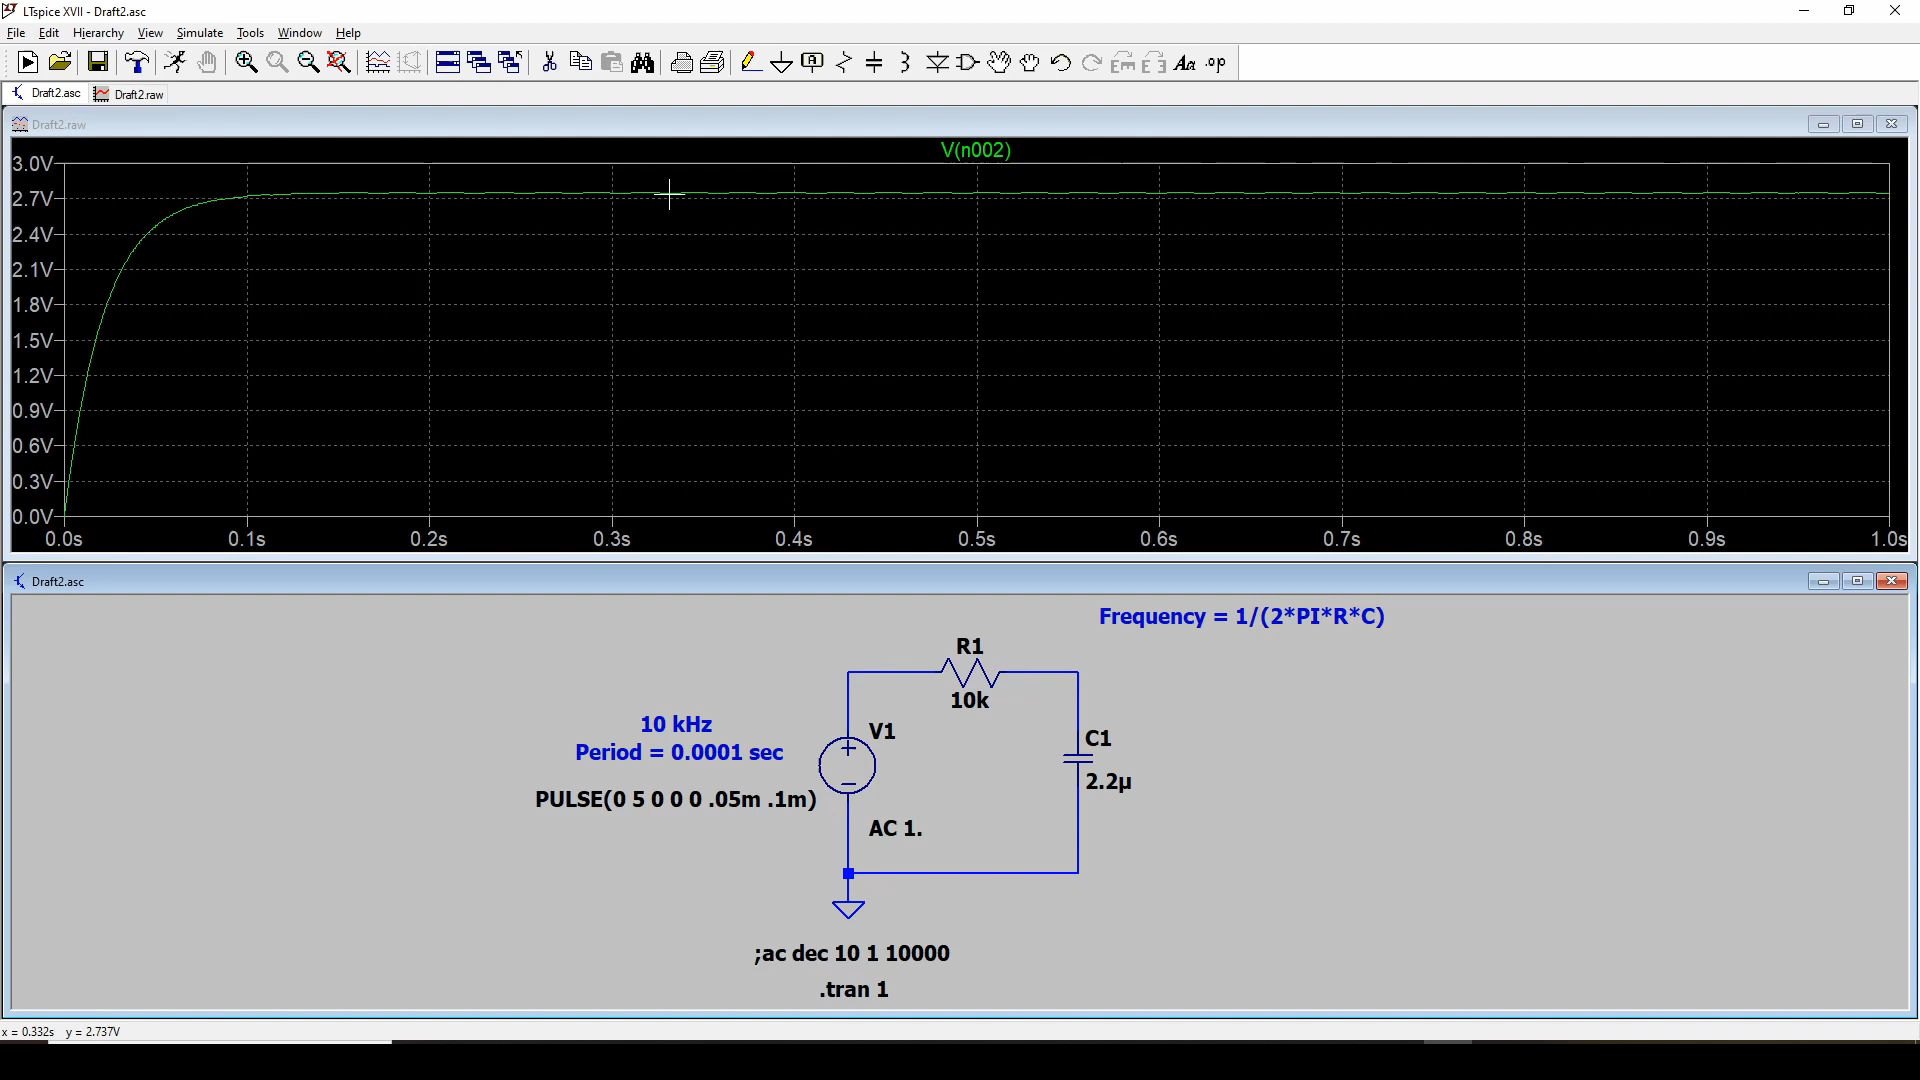 LTspice XVII - Draft2.asc
File Edit Hierarchy View Simulate Tools Window Help
Draft2.asc Draft2.raw
Draft2.raw
V(n002)
3.0V
2.7V
2.4V
2.1V
1.8V
1.5V
1.2V
0.9V
0.6V
0.3V
0.0V
0.0s 0.1s 0.2s 0.3s 0.4s 0.5s 0.6s 0.7s 0.8s 0.9s 1.0s
Draft2.asc
Frequency = 1/(2*PI*R*C)
R1
10k
10 kHz
Period = 0.0001 sec
PULSE(0 5 0 0 0 .05m .1m)
V1
AC 1.
C1
2.2µ
;ac dec 10 1 10000
.tran 1
x = 0.332s y = 2.737V